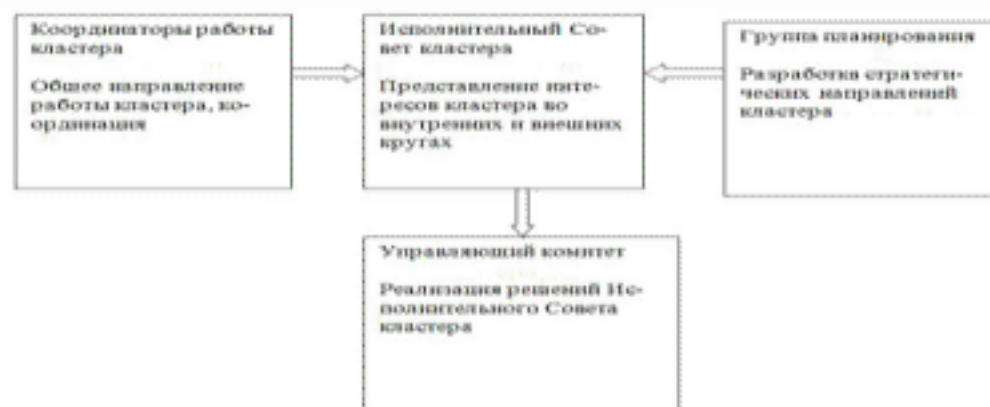 Координаторы работы
кластера
Общее направление
работы кластера, ко-
ординация
Исполнительный Со-
вет кластера
Представление инте-
ресов кластера во
внутренних и внешних
кругах
Группа планирования
Разработка стратеги-
ческих направлений
кластера
Управляющий комитет
Реализация решений Ис-
полнительного Совета
кластера